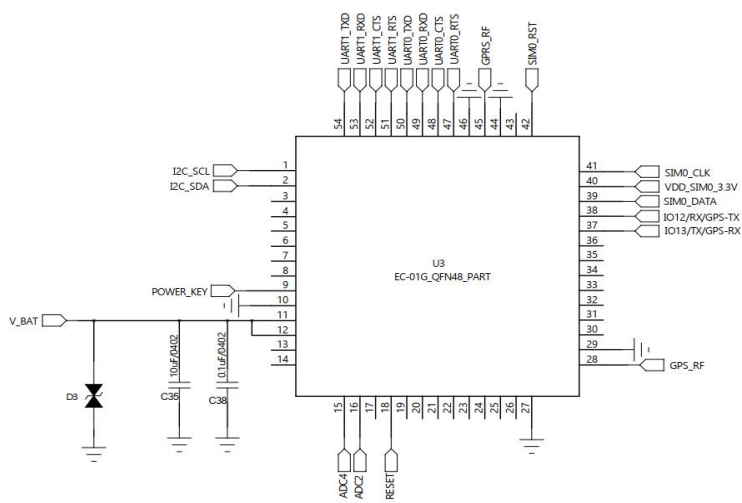 UART1_TXD
UART1_RXD
UART1_CTS
UART1_RTS
UART0_TXD
UART0_RXD
UART0_CTS
UART0_RTS
GPRS_RF
SIM0_RST
54
53
52
51
50
49
48
47
46
45
44
43
42
I2C_SCL
1
I2C_SDA
2
3
4
5
6
7
8
POWER_KEY
9
10
V_BAT
11
12
13
14
41
SIM0_CLK
40
VDD_SIM0_3.3V
39
SIM0_DATA
38
IO12/RX/GPS-TX
37
IO13/TX/GPS-RX
36
35
34
33
32
31
30
29
28
GPS_RF
U3
EC-01G_QFN48_PART
D3
10uF/0402
C35
0.1uF/0402
C38
15
16
17
18
19
20
21
22
23
24
25
26
27
ADC4
ADC2
RESET